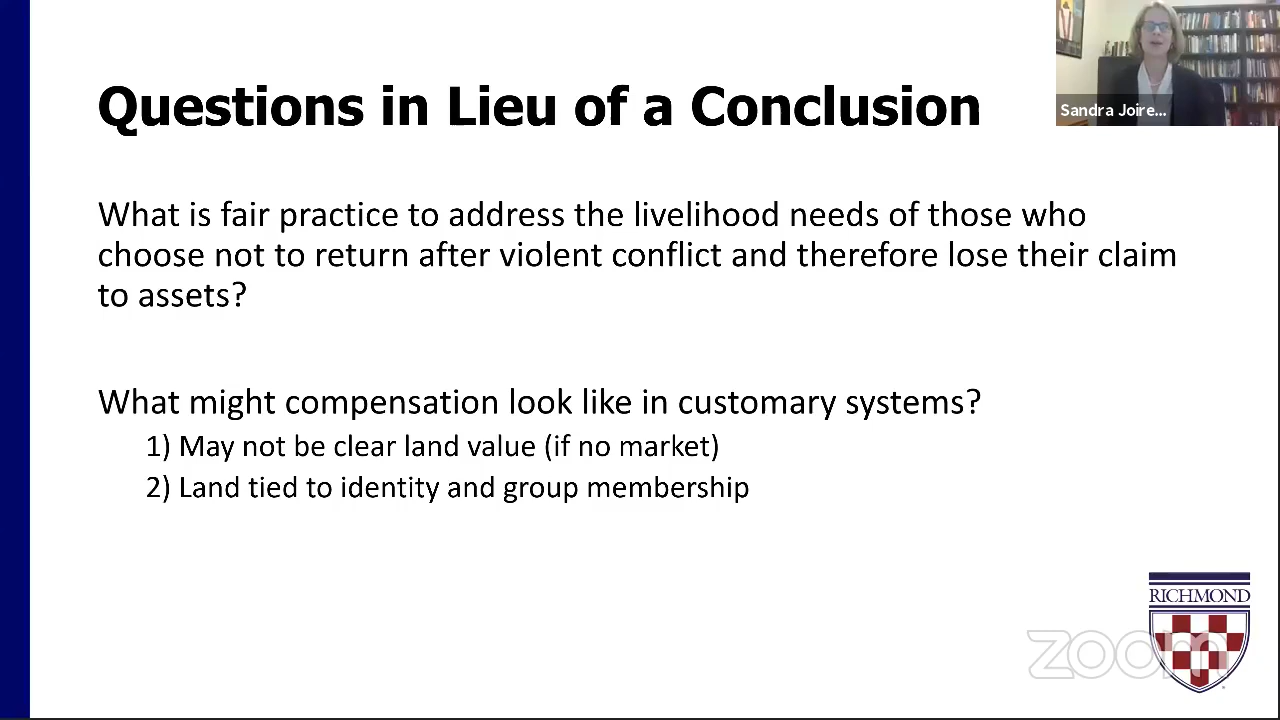 Questions in Lieu of a Conclusion
Sandra Joire...
What is fair practice to address the livelihood needs of those who
choose not to return after violent conflict and therefore lose their claim
to assets?
What might compensation look like in customary systems?
1) May not be clear land value (if no market)
2) Land tied to identity and group membership
RICHMOND
zoom